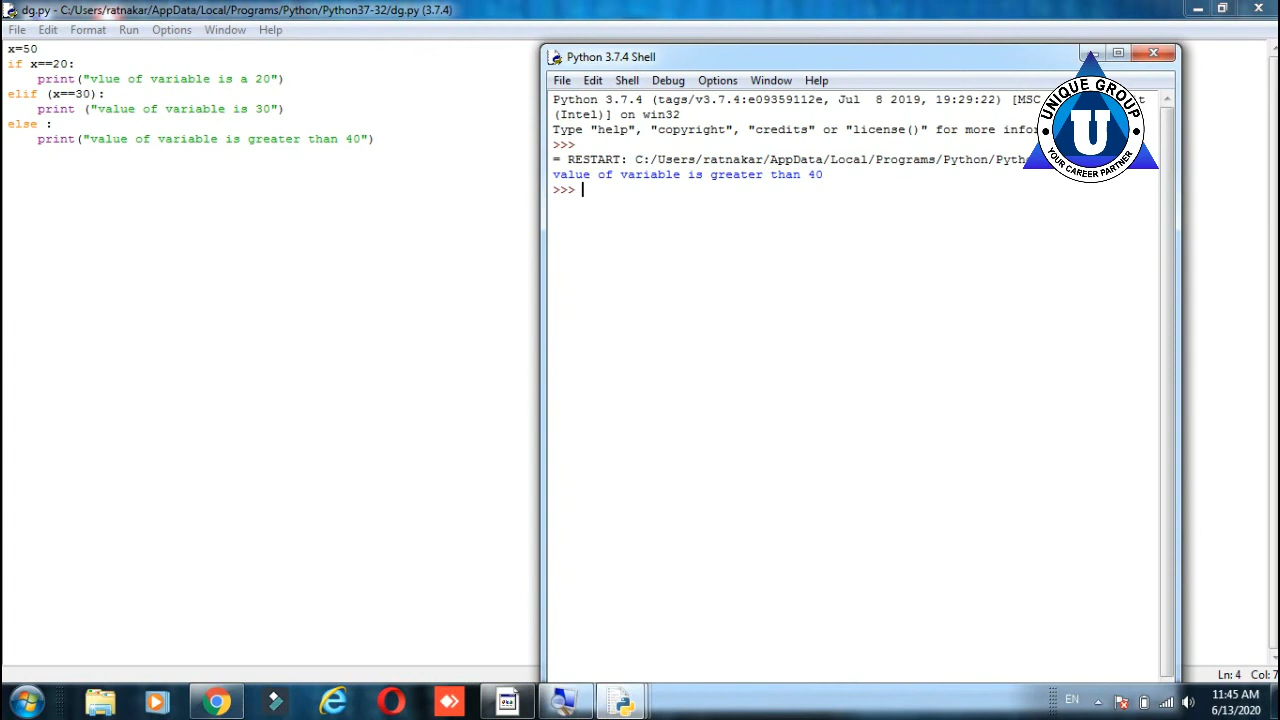 dg.py - C:/Users/ratnakar/AppData/Local/Programs/Python/Python37-32/dg.py (3.7.4)
File Edit Format Run Options Window Help
x=50
if x==20:
    print("vlue of variable is a 20")
elif (x==30):
    print ("value of variable is 30")
else :
    print("value of variable is greater than 40")
Python 3.7.4 Shell
File Edit Shell Debug Options Window Help
Python 3.7.4 (tags/v3.7.4:e09359112e, Jul  8 2019, 19:29:22) [MSC
(Intel)] on win32
Type "help", "copyright", "credits" or "license()" for more
>>>
= RESTART: C:/Users/ratnakar/AppData/Local/Programs/Python/
value of variable is greater than 40
>>>
UNIQUE GROUP
U
YOUR CAREER PARTNER
Ln: 4 Col: 7
EN
11:45 AM
6/13/2020